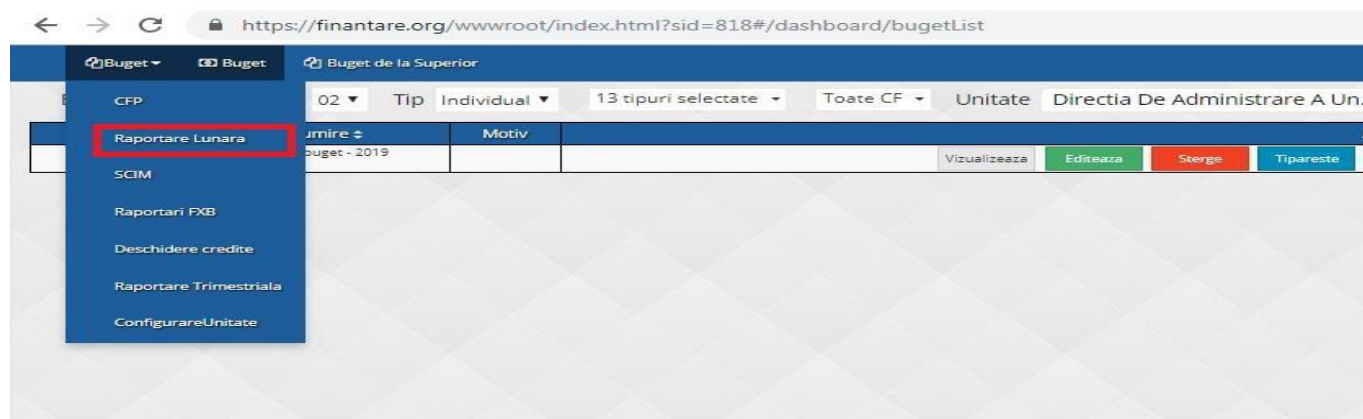 https://finantare.org/wwwroot/index.html?sid=818#/dashboard/bugetList
Buget Buget Buget de la Superior
02 Tip Individual 13 tipuri selectate Toate CF Unitate Directia De Administrare A Un.
CFP
Raportare Lunara
Motiv
buget - 2019
Vizualizeaza Editeaza Sterge Tipareste
SCIM
Raportari FXB
Deschidere credite
Raportare Trimestriala
ConfigurareUnitate